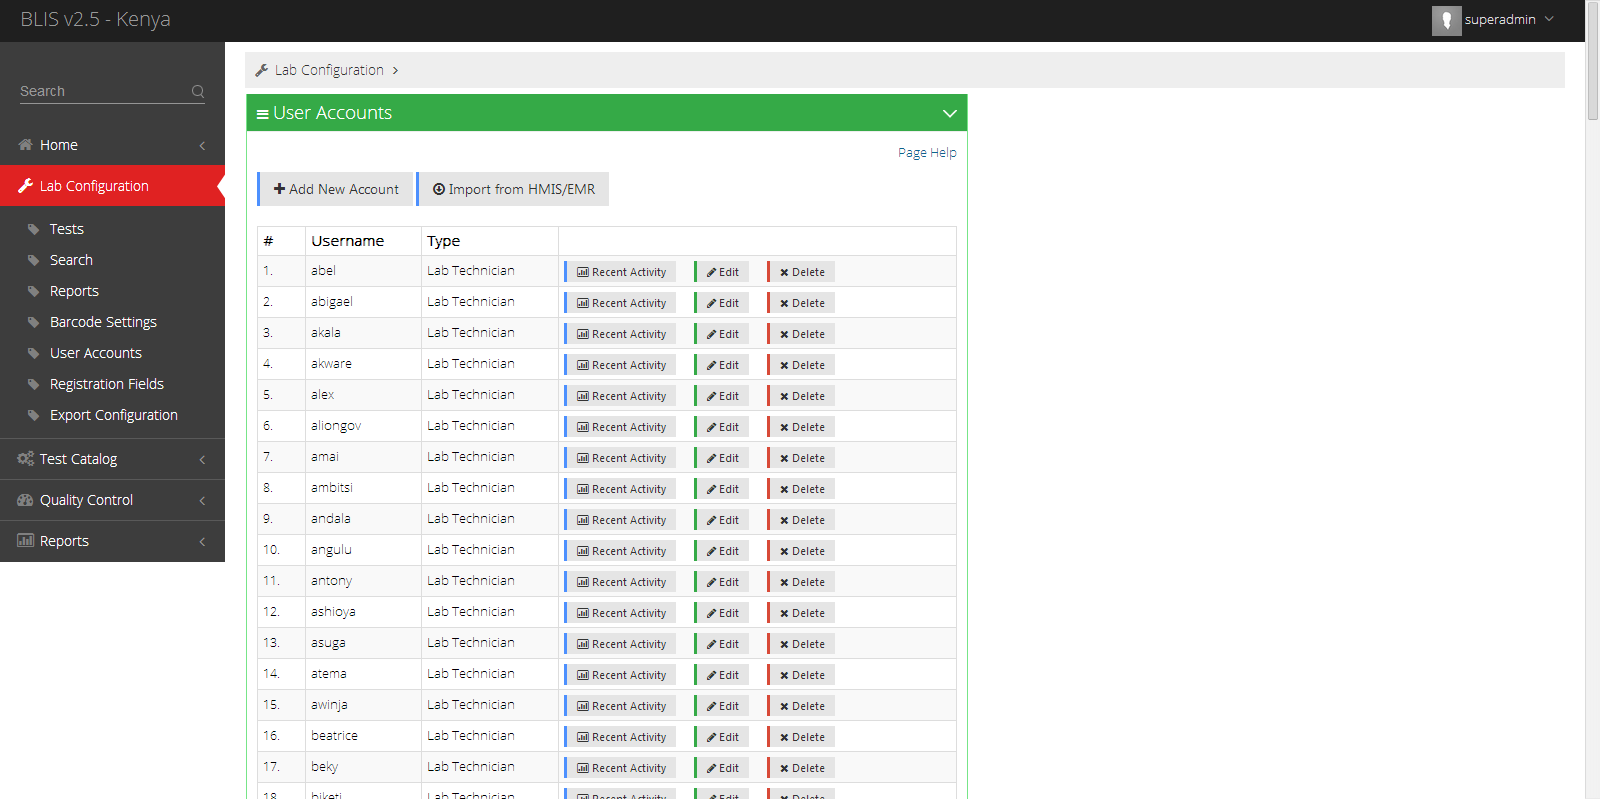 BLIS v2.5 - Kenya
superadmin
Search
Home
Lab Configuration
Tests
Search
Reports
Barcode Settings
User Accounts
Registration Fields
Export Configuration
Test Catalog
Quality Control
Reports
Lab Configuration
User Accounts
Page Help
Add New Account Import from HMIS/EMR
# Username Type
1. abel Lab Technician Recent Activity Edit Delete
2. abigael Lab Technician Recent Activity Edit Delete
3. akala Lab Technician Recent Activity Edit Delete
4. akware Lab Technician Recent Activity Edit Delete
5. alex Lab Technician Recent Activity Edit Delete
6. aliongov Lab Technician Recent Activity Edit Delete
7. amai Lab Technician Recent Activity Edit Delete
8. ambitsi Lab Technician Recent Activity Edit Delete
9. andala Lab Technician Recent Activity Edit Delete
10. angulu Lab Technician Recent Activity Edit Delete
11. antony Lab Technician Recent Activity Edit Delete
12. ashioya Lab Technician Recent Activity Edit Delete
13. asuga Lab Technician Recent Activity Edit Delete
14. atema Lab Technician Recent Activity Edit Delete
15. awinja Lab Technician Recent Activity Edit Delete
16. beatrice Lab Technician Recent Activity Edit Delete
17. beky Lab Technician Recent Activity Edit Delete
18. biketi Lab Technician Recent Activity Edit Delete